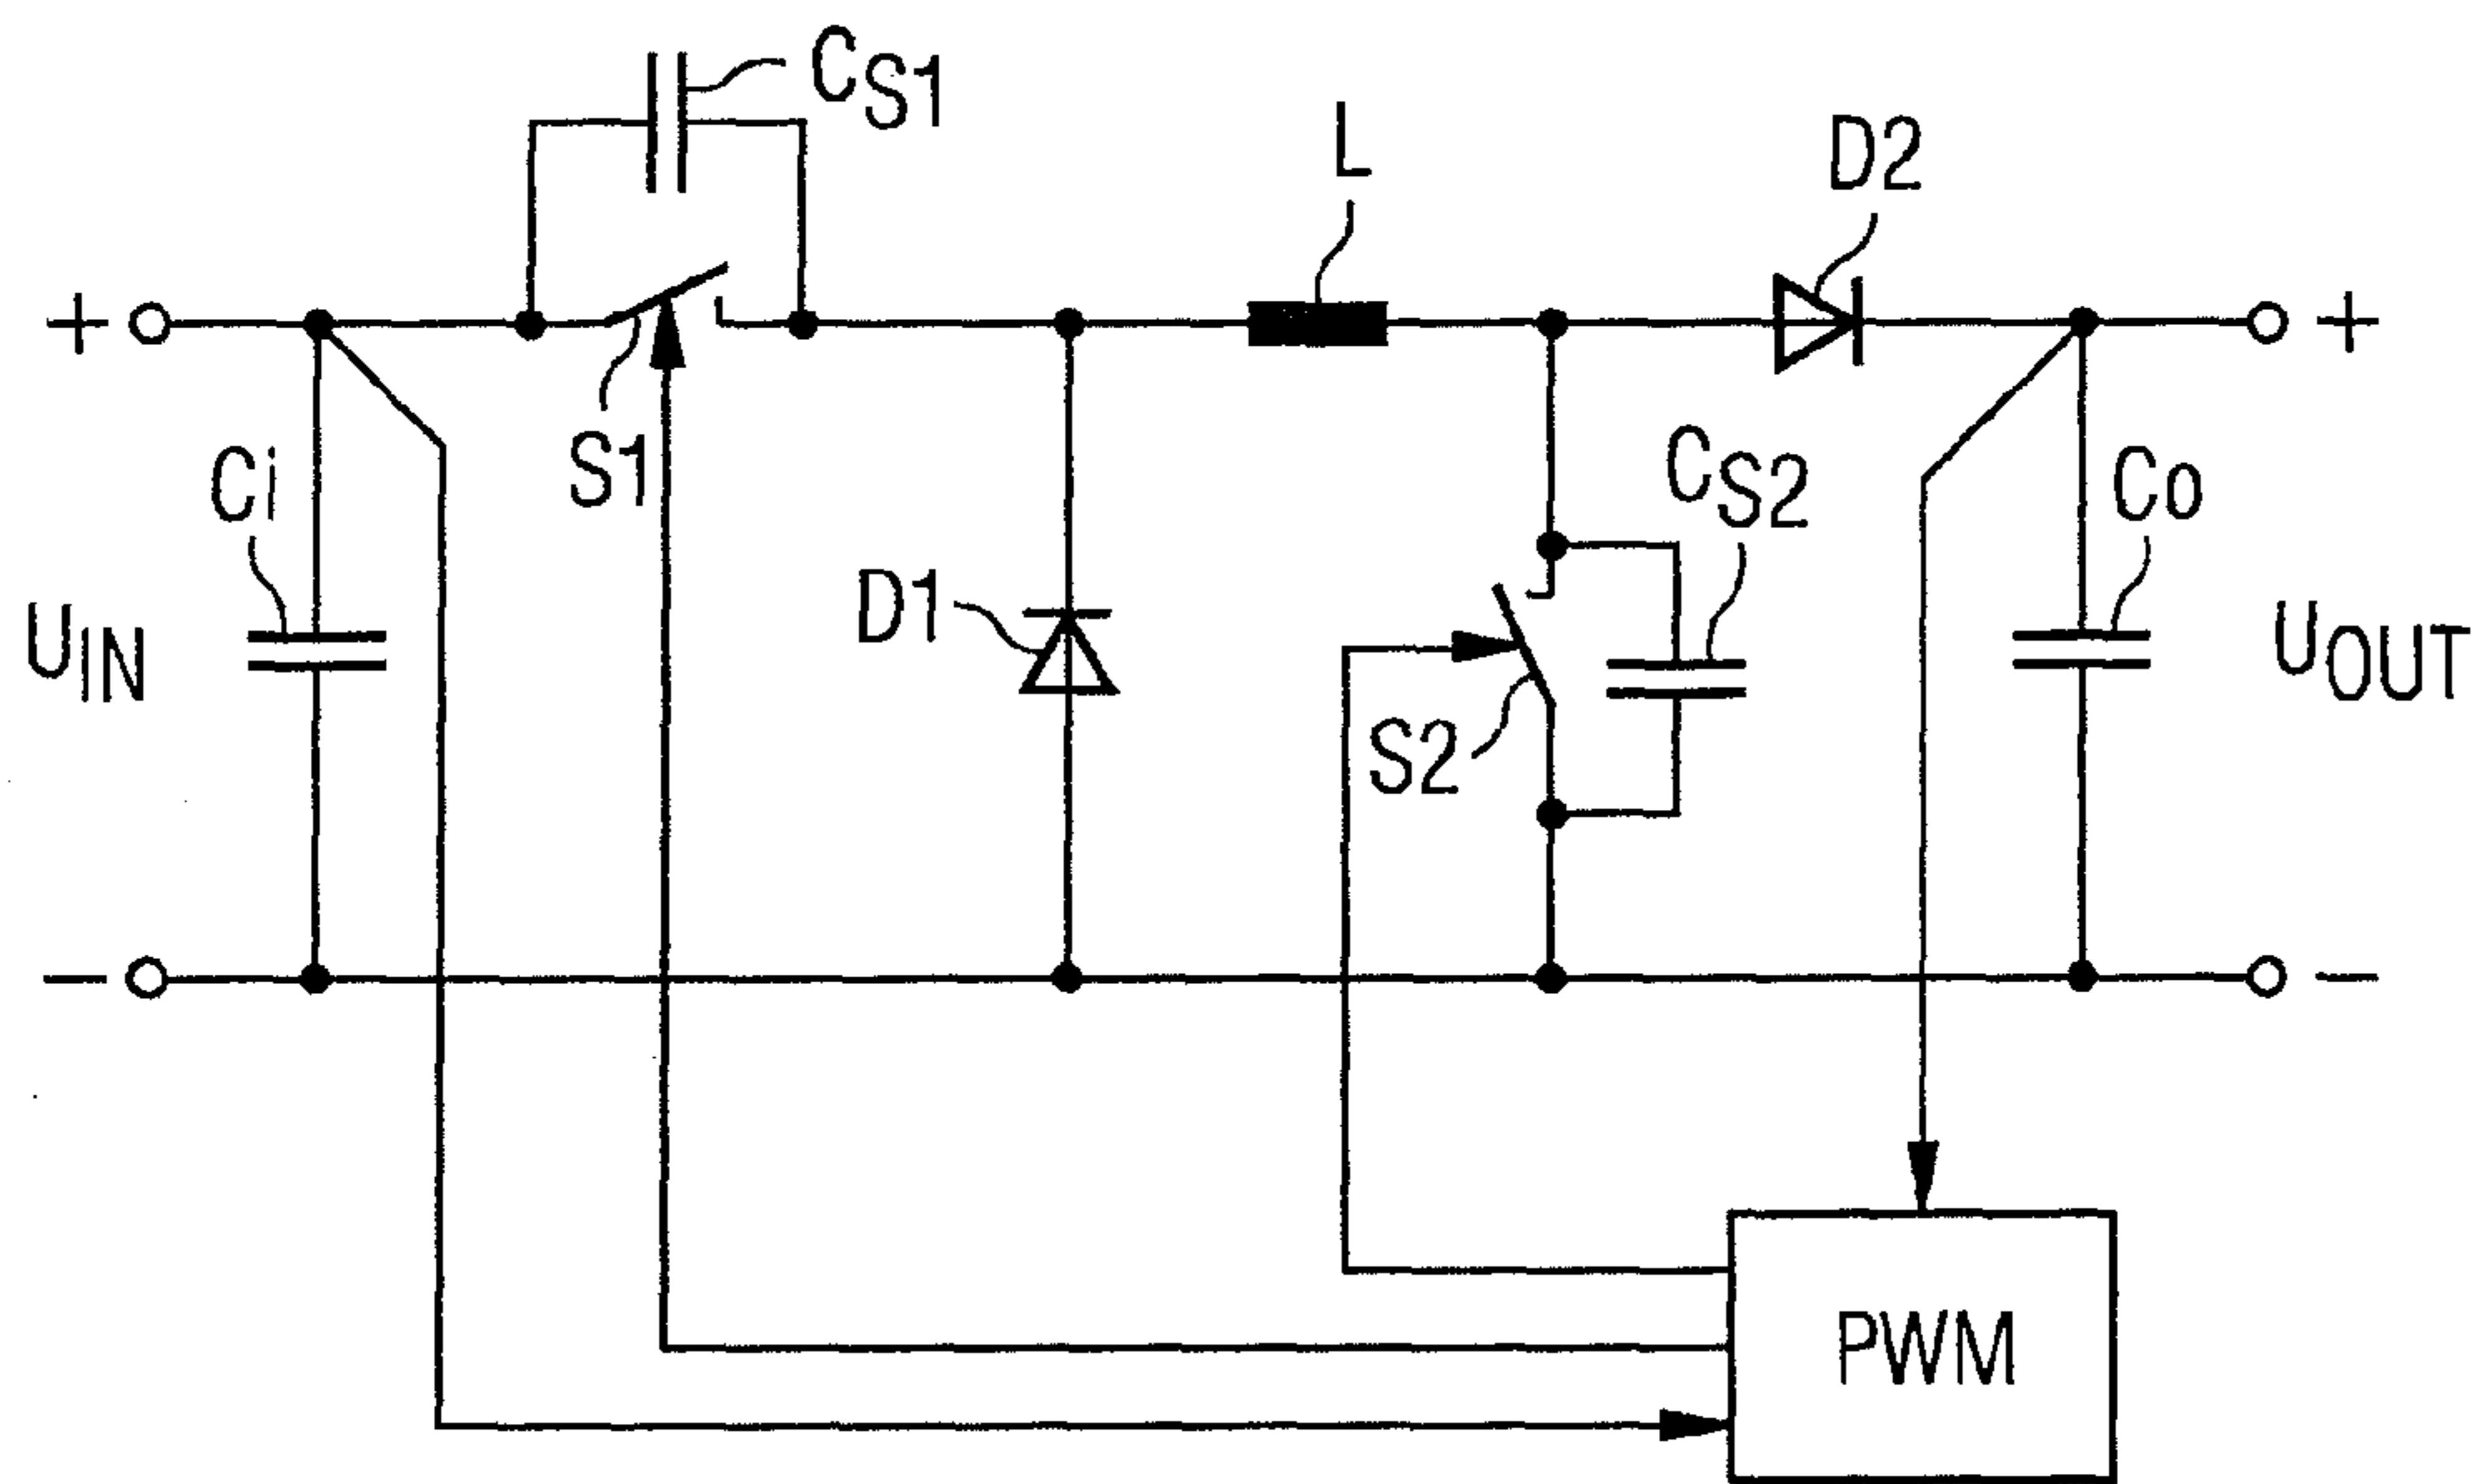 CS1
L
D2
+
+
S1
Ci
CS2
Co
D1
UIN
UOUT
S2
−
−
PWM